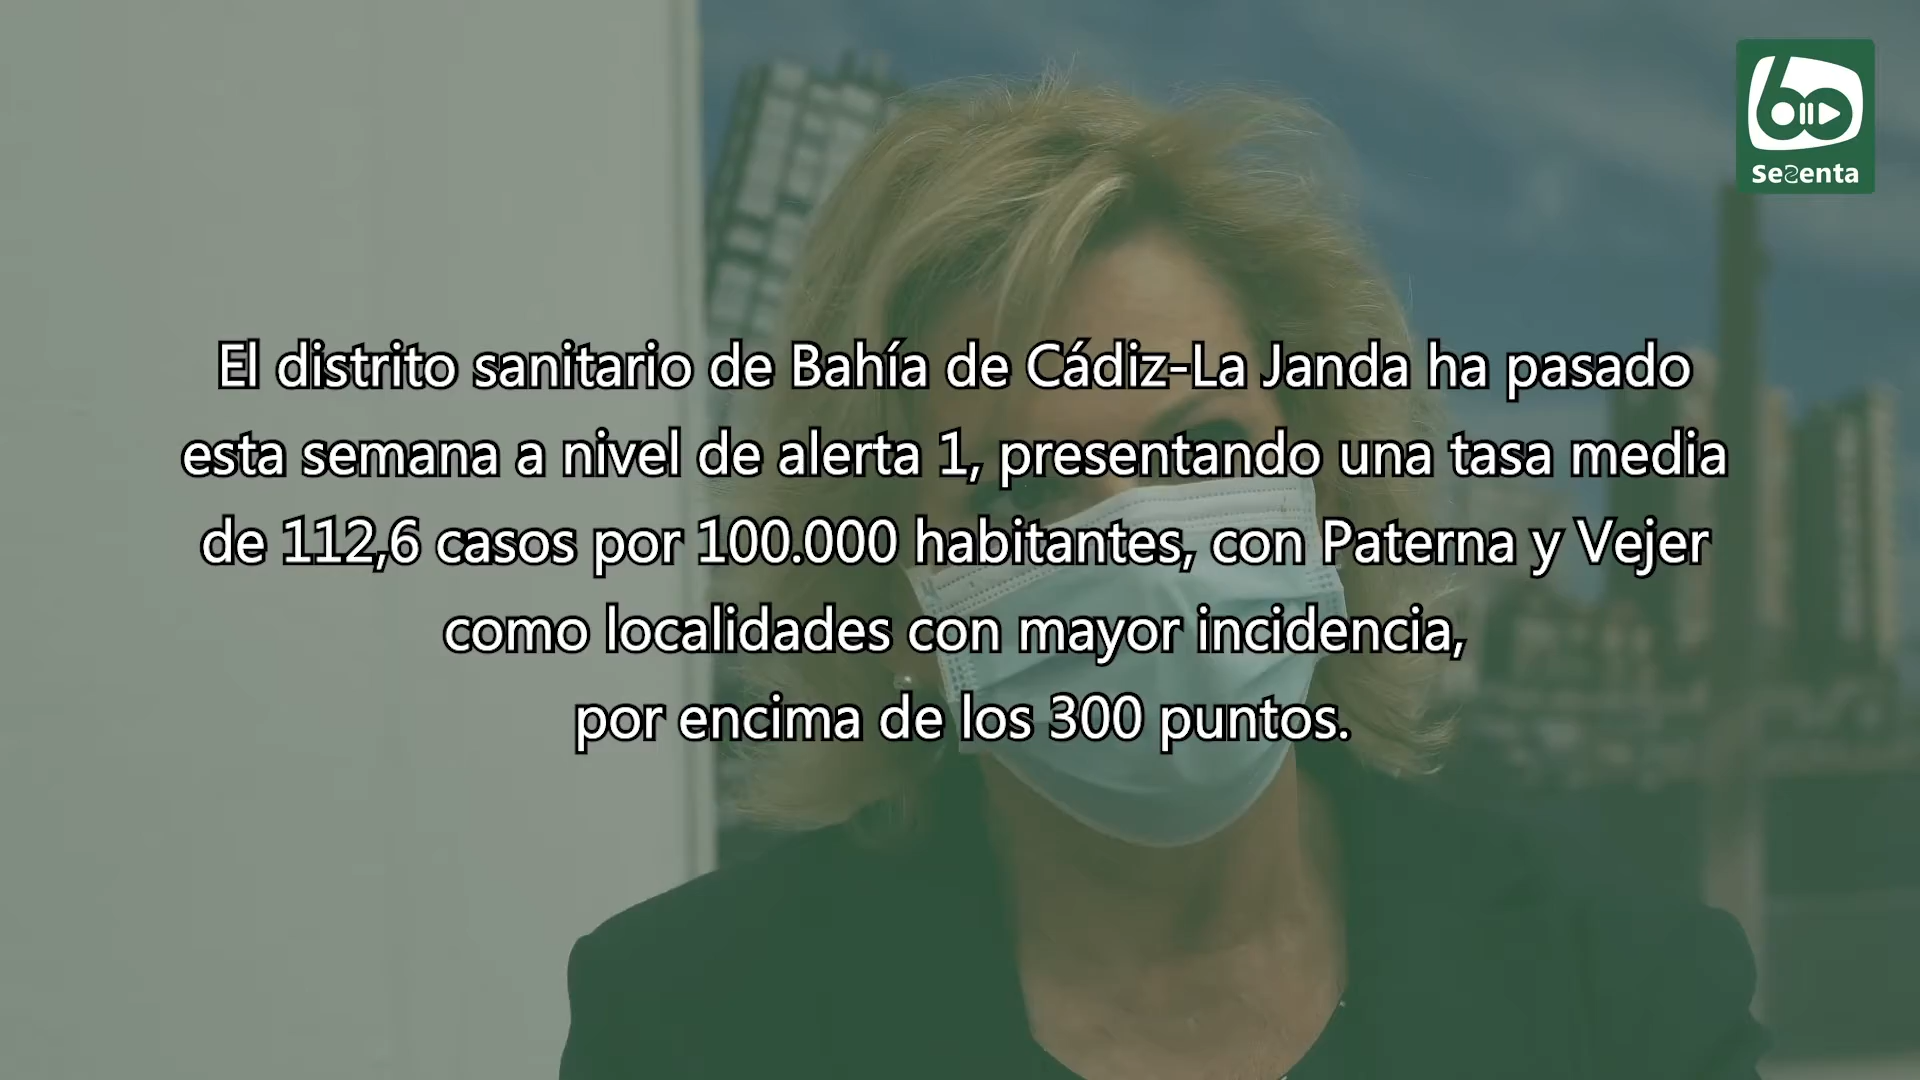 60
SeSenta
El distrito sanitario de Bahía de Cádiz-La Janda ha pasado
esta semana a nivel de alerta 1, presentando una tasa media
de 112,6 casos por 100.000 habitantes, con Paterna y Vejer
como localidades con mayor incidencia,
por encima de los 300 puntos.